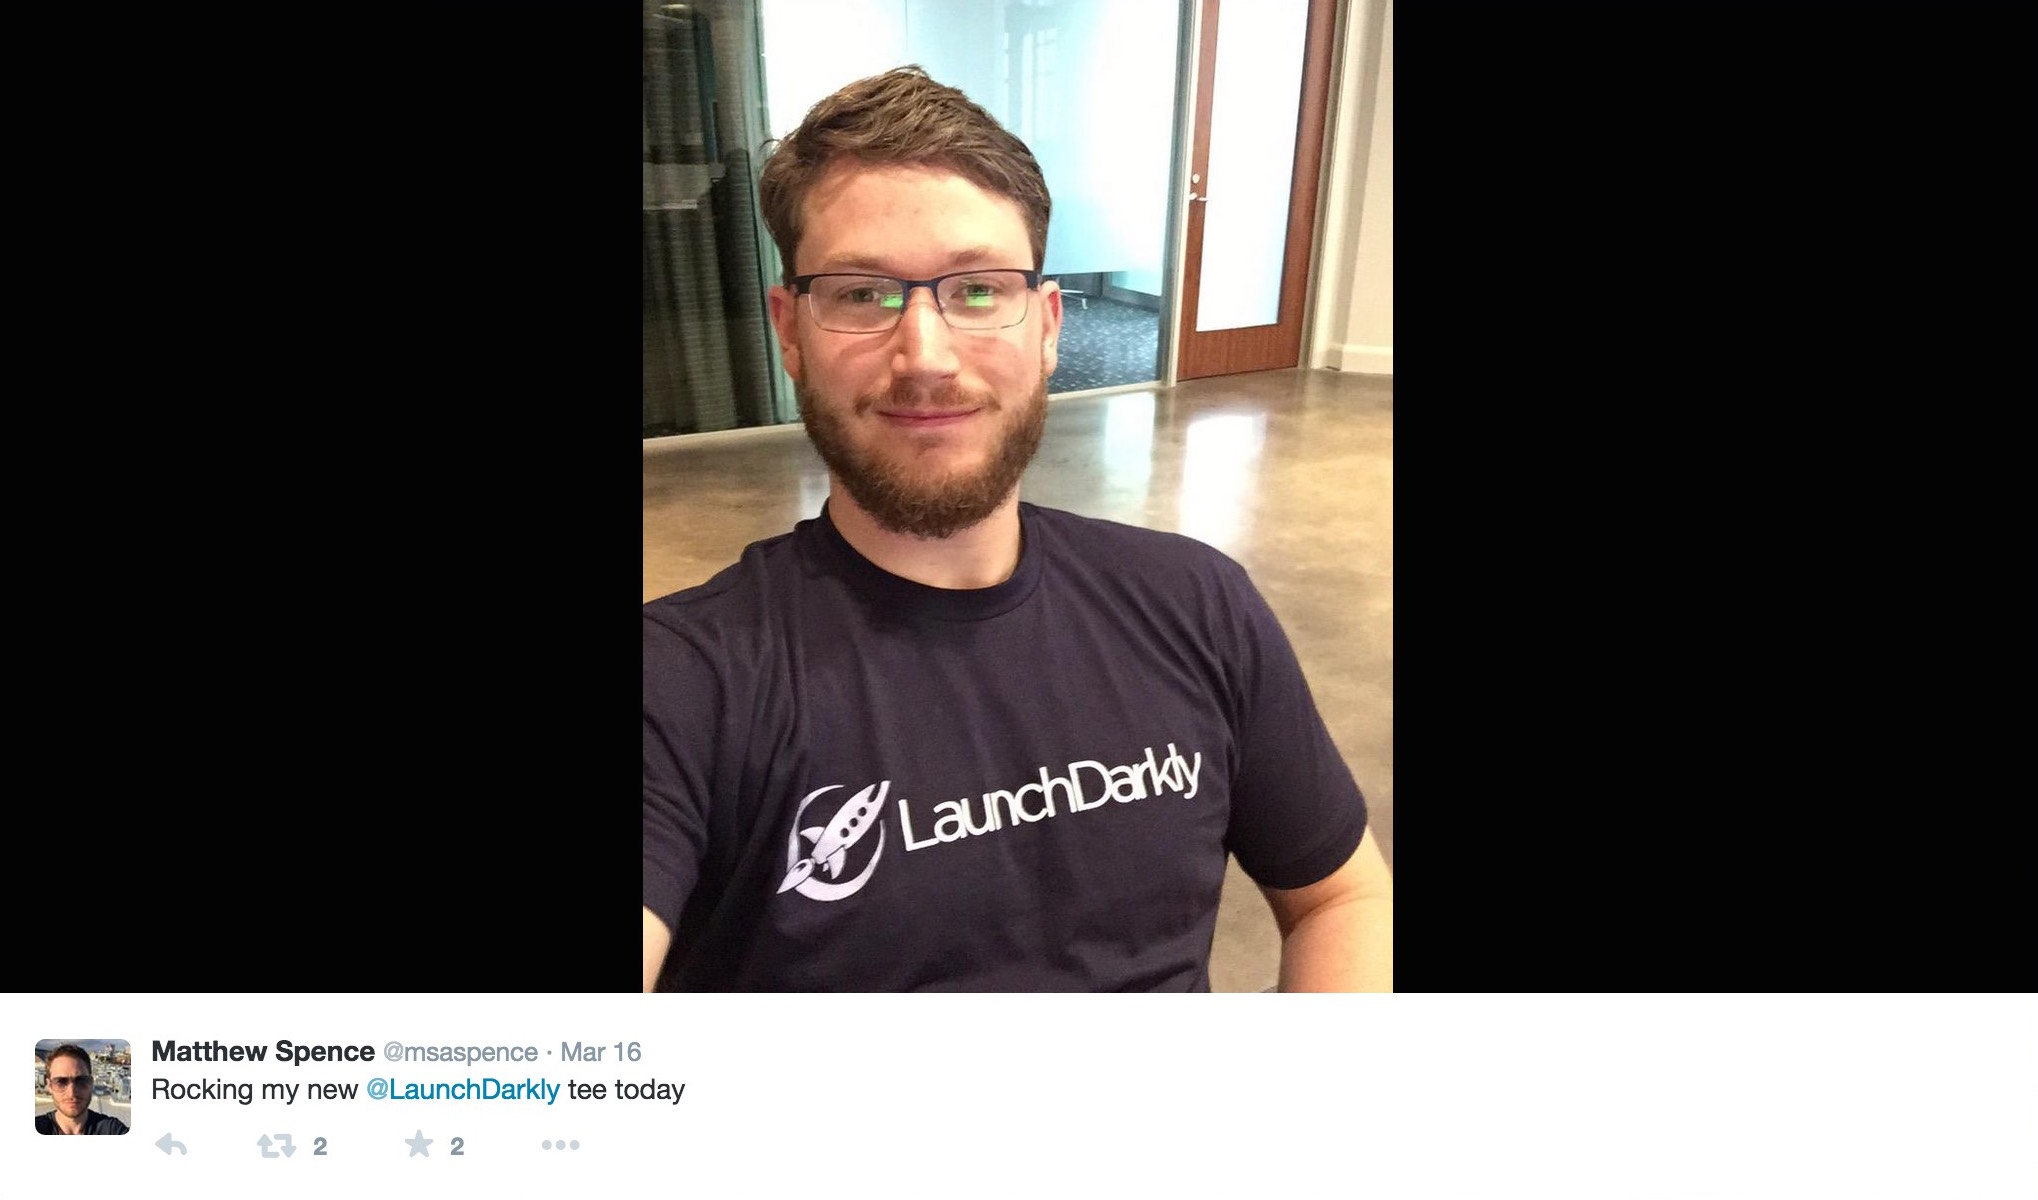 LaunchDarkly
Matthew Spence @msaspence · Mar 16
Rocking my new @LaunchDarkly tee today
2 2